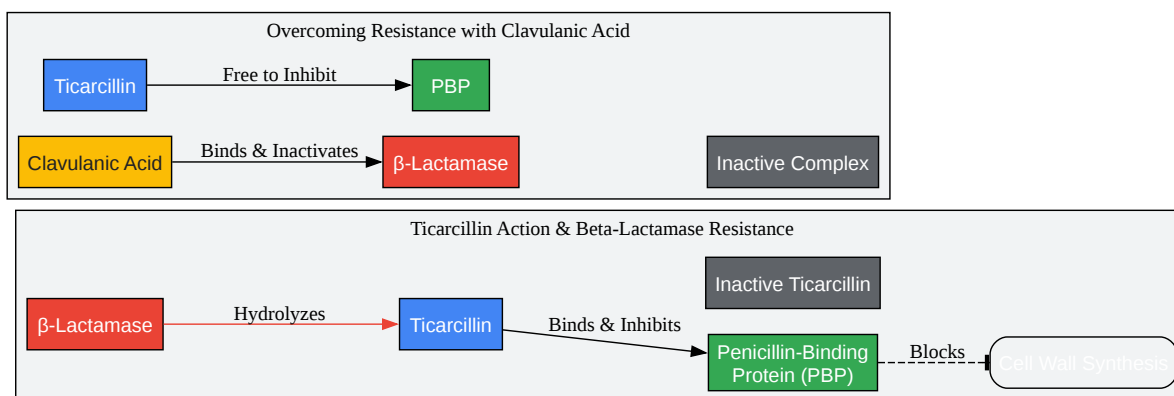 Overcoming Resistance with Clavulanic Acid
Ticarcillin
Free to Inhibit
PBP
Clavulanic Acid
Binds & Inactivates
β-Lactamase
Inactive Complex
Ticarcillin Action & Beta-Lactamase Resistance
Inactive Ticarcillin
β-Lactamase
Hydrolyzes
Ticarcillin
Binds & Inhibits
Penicillin-Binding
Protein (PBP)
Blocks
Cell Wall Synthesis